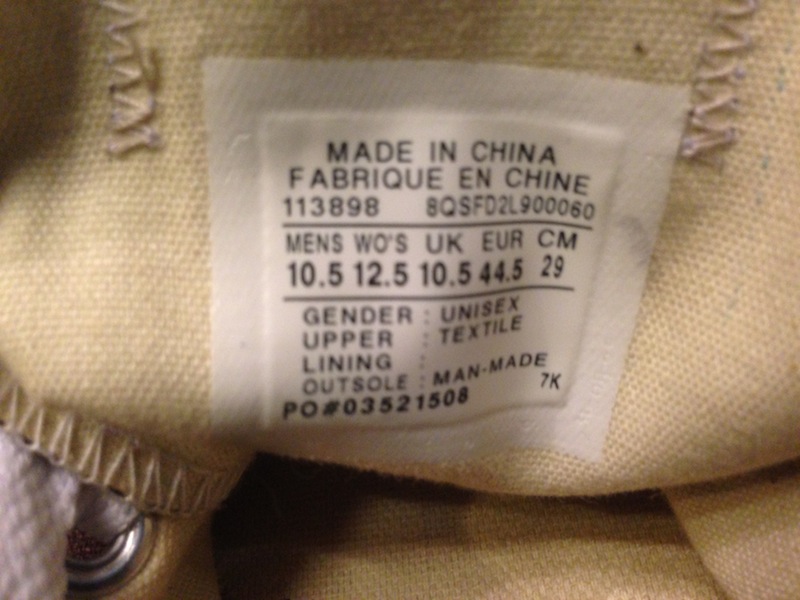 MADE IN CHINA
FABRIQUE EN CHINE
113898 8QSFD2L900060
MENS WO'S UK EUR CM
10.5 12.5 10.5 44.5 29
GENDER : UNISEX
UPPER : TEXTILE
LINING :
OUTSOLE : MAN-MADE
7K
PO#03521508